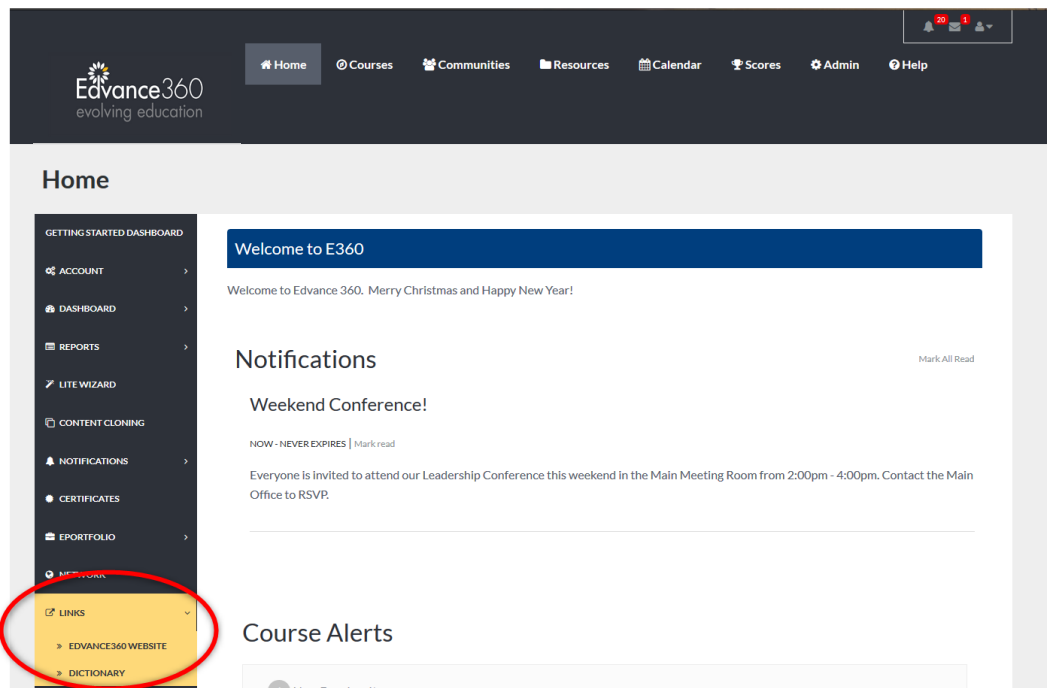 20 1
Home Courses Communities Resources Calendar Scores Admin Help
Edvance360
evolving education
Home
GETTING STARTED DASHBOARD
ACCOUNT
DASHBOARD
REPORTS
LITE WIZARD
CONTENT CLONING
NOTIFICATIONS
CERTIFICATES
EPORTFOLIO
NETWORK
LINKS
EDVANCE360 WEBSITE
DICTIONARY
Welcome to E360
Welcome to Edvance 360. Merry Christmas and Happy New Year!
Notifications
Mark All Read
Weekend Conference!
NOW - NEVER EXPIRES | Mark read
Everyone is invited to attend our Leadership Conference this weekend in the Main Meeting Room from 2:00pm - 4:00pm. Contact the Main
Office to RSVP.
Course Alerts